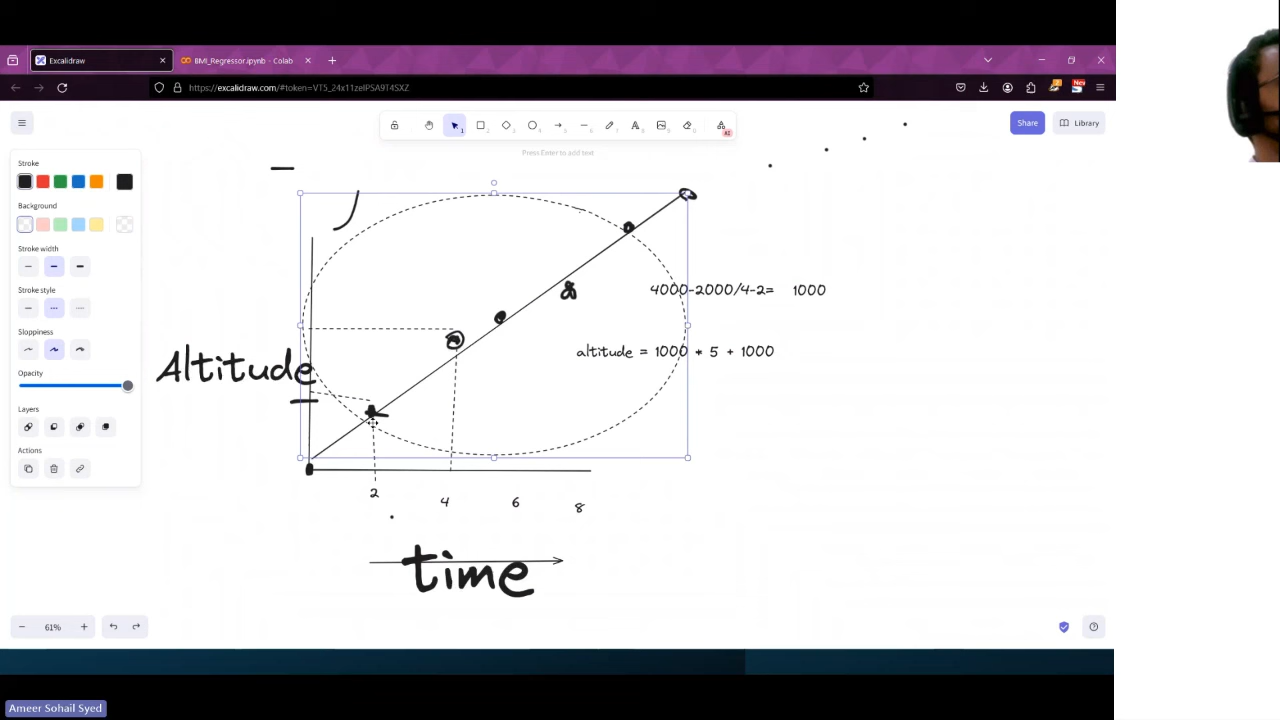 Excalidraw
BMI_Regressor.ipynb - Colab
https://excalidraw.com/#token=VT5_24x11zeIPSA9T4SXZ
New
Share
Library
Press Enter to add text
AI
Stroke
Background
Stroke width
Stroke style
Sloppiness
Opacity
Layers
Actions
4000-2000/4-2= 1000
altitude = 1000 * 5 + 1000
Altitude
2
4
6
8
time
61%
Ameer Sohail Syed